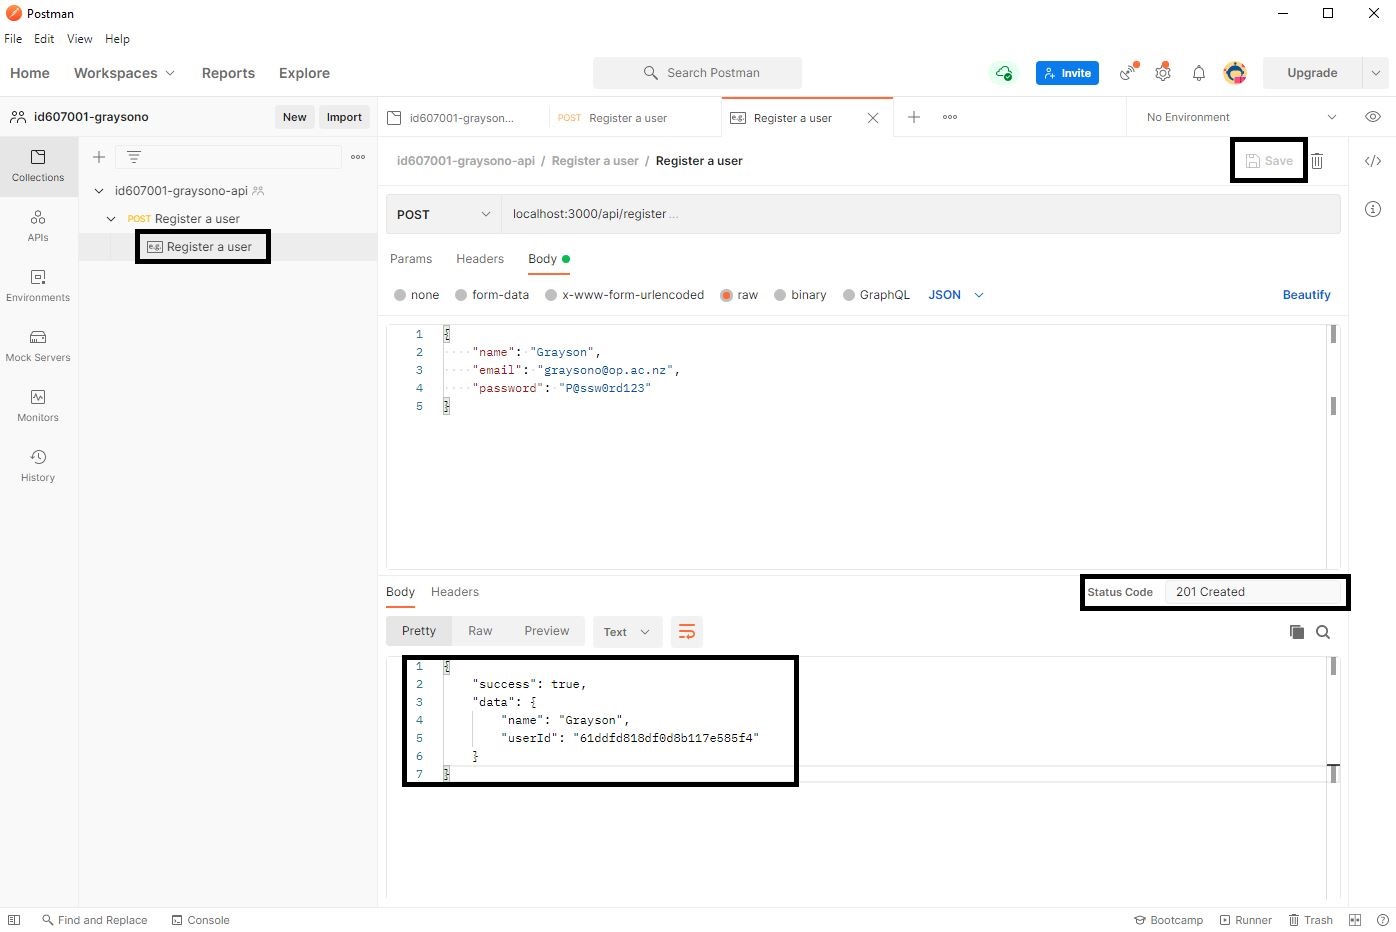 Postman
File Edit View Help
Home Workspaces Reports Explore Search Postman Invite Upgrade
id607001-graysono New Import
id607001-grayson... POST Register a user e.g. Register a user No Environment
Collections
APIs
Environments
Mock Servers
Monitors
History
id607001-graysono-api
POST Register a user
e.g. Register a user
id607001-graysono-api / Register a user / Register a user Save
POST localhost:3000/api/register ...
Params Headers Body
none form-data x-www-form-urlencoded raw binary GraphQL JSON Beautify
1 {
2 "name": "Grayson",
3 "email": "graysono@op.ac.nz",
4 "password": "P@ssw0rd123"
5 }
Body Headers Status Code 201 Created
Pretty Raw Preview Text
1 {
2 "success": true,
3 "data": {
4 "name": "Grayson",
5 "userId": "61ddfd818df0d8b117e585f4"
6 }
7 }
Find and Replace Console Bootcamp Runner Trash